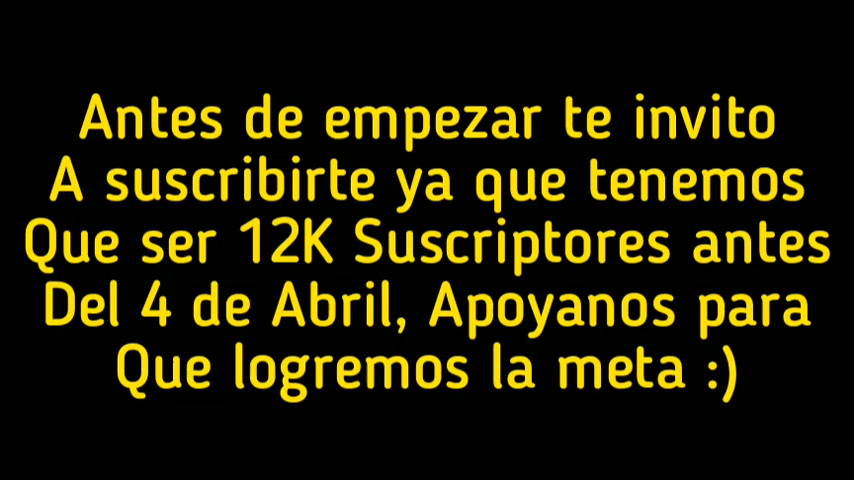 Antes de empezar te invito
A suscribirte ya que tenemos
Que ser 12K Suscriptores antes
Del 4 de Abril, Apoyanos para
Que logremos la meta :)